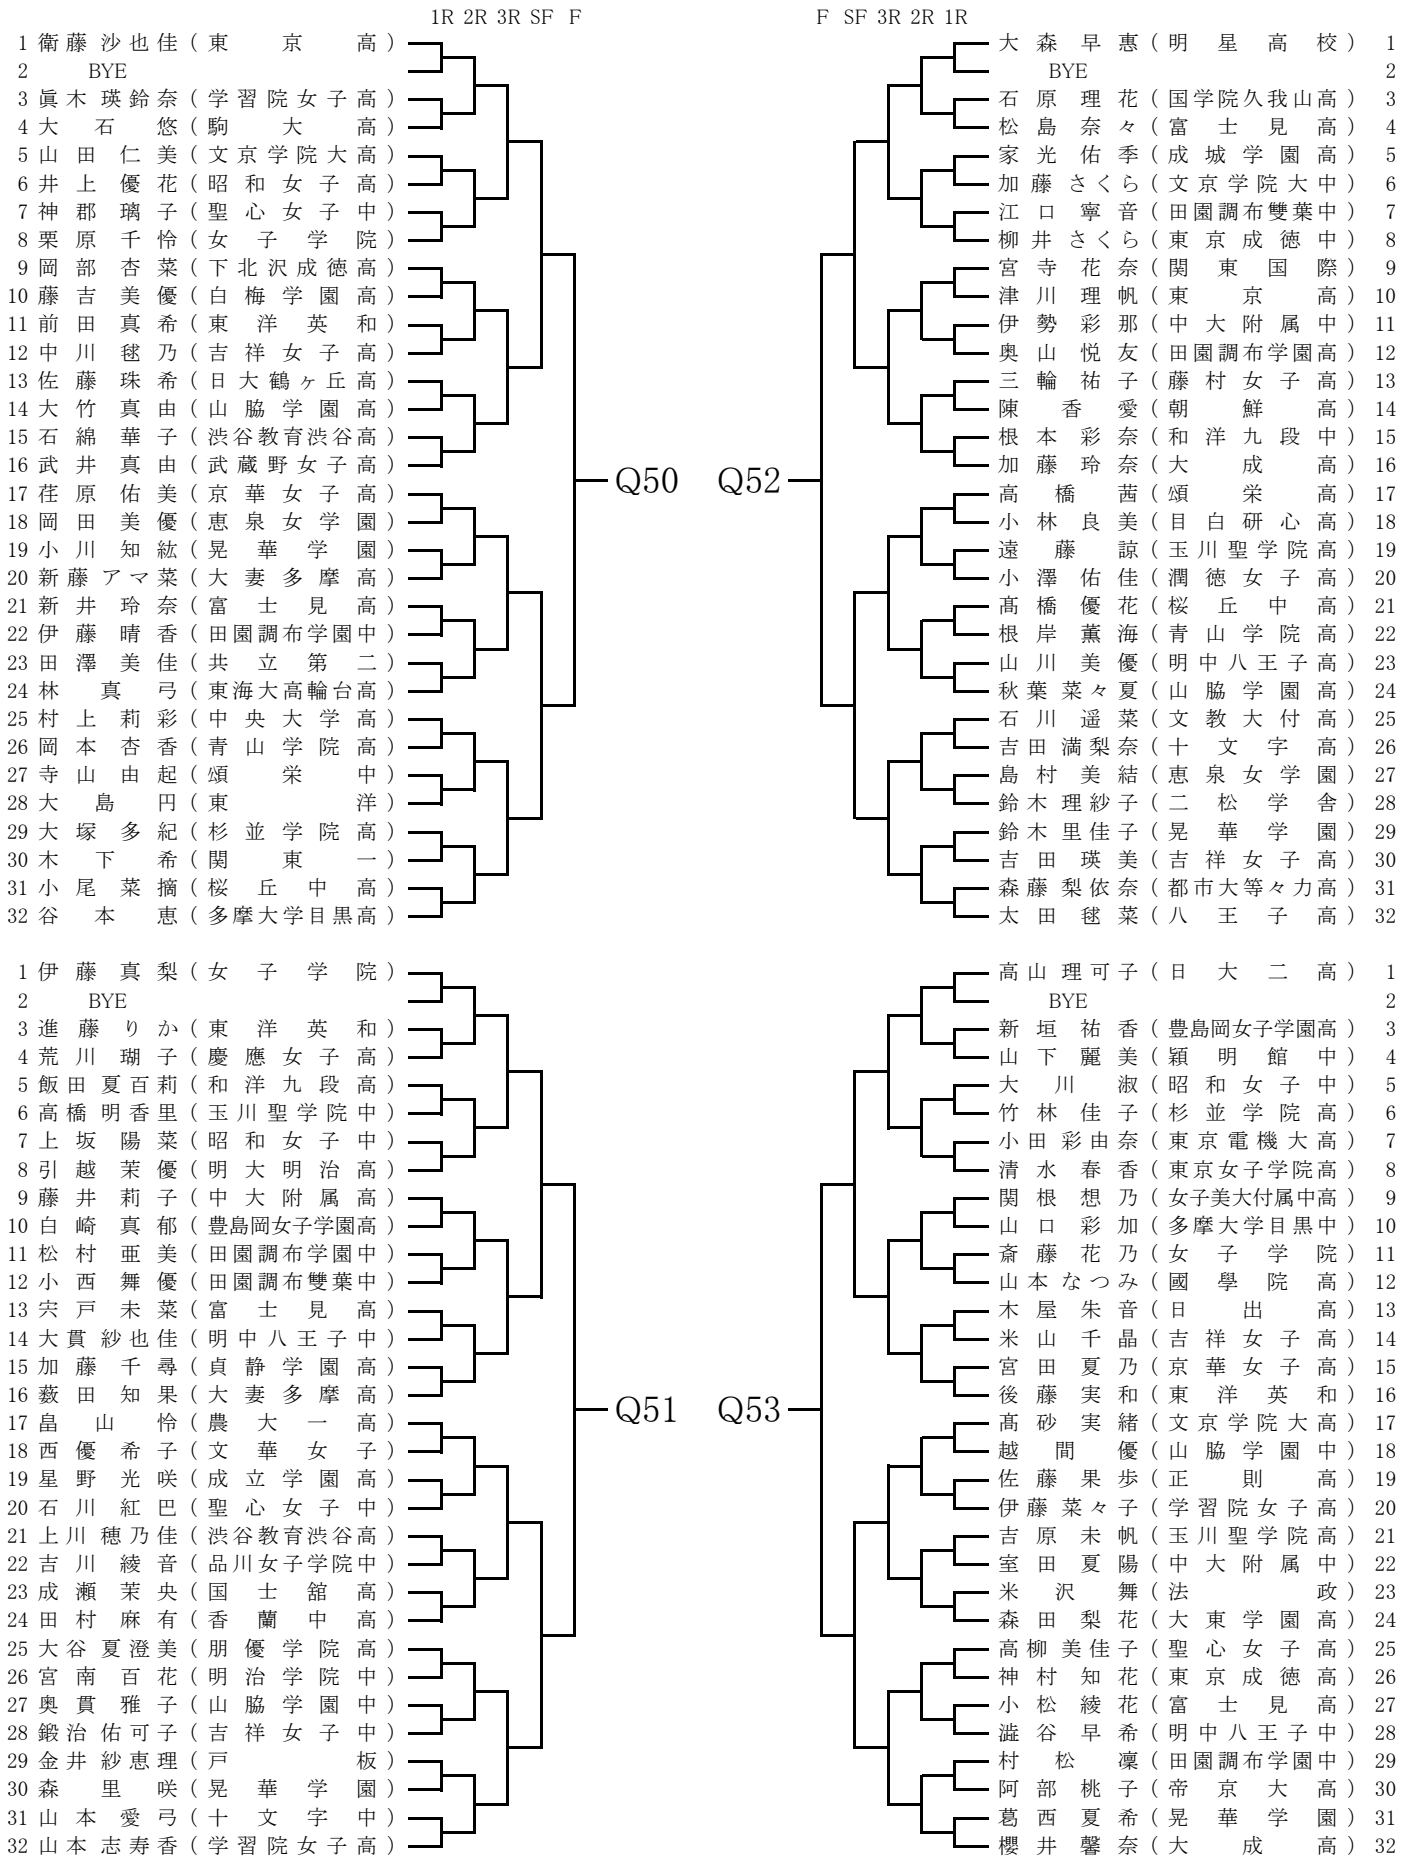 1R 2R 3R SF F
1 衛藤 沙也佳 (東京高)
2 BYE
3 眞木 瑛鈴奈 (学習院女子高)
4 大石悠 (駒大高)
5 山田仁美 (文京学院大高)
6 井上優花 (昭和女子高)
7 神郡璃子 (聖心女子中)
8 栗原千怜 (女子学院)
9 岡部杏菜 (下北沢成徳高)
10 藤吉美優 (白梅学園高)
11 前田真希 (東洋英和)
12 中川毬乃 (吉祥女子高)
13 佐藤珠希 (日大鶴ヶ丘高)
14 大竹真由 (山脇学園高)
15 石綿華子 (渋谷教育渋谷高)
16 武井真由 (武蔵野女子高)
17 荏原佑美 (京華女子高)
18 岡田美優 (恵泉女学園)
19 小川知紘 (晃華学園)
20 新藤アマ菜 (大妻多摩高)
21 新井玲奈 (富士見高)
22 伊藤晴香 (田園調布学園中)
23 田澤美佳 (共立第二)
24 林真弓 (東海大高輪台高)
25 村上莉彩 (中央大学高)
26 岡本杏香 (青山学院高)
27 寺山由起 (頌栄中)
28 大島円 (東洋)
29 大塚多紀 (杉並学院高)
30 木下希 (関東一)
31 小尾菜摘 (桜丘中高)
32 谷本恵 (多摩大学目黒高)
Q50
F SF 3R 2R 1R
大森早惠 (明星高校) 1
BYE 2
石原理花 (国学院久我山高) 3
松島奈々 (富士見高) 4
家光佑季 (成城学園高) 5
加藤さくら (文京学院大中) 6
江口寧音 (田園調布雙葉中) 7
柳井さくら (東京成徳中) 8
宮寺花奈 (関東国際) 9
津川理帆 (東京高) 10
伊勢彩那 (中大附属中) 11
奥山悦友 (田園調布学園高) 12
三輪祐子 (藤村女子高) 13
陳香愛 (朝鮮高) 14
根本彩奈 (和洋九段中) 15
加藤玲奈 (大成高) 16
高橋茜 (頌栄高) 17
小林良美 (目白研心高) 18
遠藤諒 (玉川聖学院高) 19
小澤佑佳 (潤徳女子高) 20
髙橋優花 (桜丘中高) 21
根岸薫海 (青山学院高) 22
山川美優 (明中八王子高) 23
秋葉菜々夏 (山脇学園高) 24
石川遥菜 (文教大付高) 25
吉田満梨奈 (十文字高) 26
島村美結 (恵泉女学園) 27
鈴木理紗子 (二松学舎) 28
鈴木里佳子 (晃華学園) 29
吉田瑛美 (吉祥女子高) 30
森藤梨依奈 (都市大等々力高) 31
太田毬菜 (八王子高) 32
Q52
1 伊藤真梨 (女子学院)
2 BYE
3 進藤りか (東洋英和)
4 荒川瑚子 (慶應女子高)
5 飯田夏百莉 (和洋九段高)
6 高橋明香里 (玉川聖学院中)
7 上坂陽菜 (昭和女子中)
8 引越茉優 (明大明治高)
9 藤井莉子 (中大附属高)
10 白崎真郁 (豊島岡女子学園高)
11 松村亜美 (田園調布学園中)
12 小西舞優 (田園調布雙葉中)
13 宍戸未菜 (富士見高)
14 大貫紗也佳 (明中八王子中)
15 加藤千尋 (貞静学園高)
16 薮田知果 (大妻多摩高)
17 畠山怜 (農大一高)
18 西優希子 (文華女子)
19 星野光咲 (成立学園高)
20 石川紅巴 (聖心女子中)
21 上川穂乃佳 (渋谷教育渋谷高)
22 吉川綾音 (品川女子学院中)
23 成瀬茉央 (国士舘高)
24 田村麻有 (香蘭中高)
25 大谷夏澄美 (朋優学院高)
26 宮南百花 (明治学院中)
27 奥貫雅子 (山脇学園中)
28 鍛治佑可子 (吉祥女子中)
29 金井紗恵理 (戸板)
30 森里咲 (晃華学園)
31 山本愛弓 (十文字中)
32 山本志寿香 (学習院女子高)
Q51
高山理可子 (日大二高) 1
BYE 2
新垣祐香 (豊島岡女子学園高) 3
山下麗美 (穎明館中) 4
大川淑 (昭和女子中) 5
竹林佳子 (杉並学院高) 6
小田彩由奈 (東京電機大高) 7
清水春香 (東京女子学院高) 8
関根想乃 (女子美大付属中高) 9
山口彩加 (多摩大学目黒中) 10
斎藤花乃 (女子学院) 11
山本なつみ (國學院高) 12
木屋朱音 (日出高) 13
米山千晶 (吉祥女子高) 14
宮田夏乃 (京華女子高) 15
後藤実和 (東洋英和) 16
髙砂実緒 (文京学院大高) 17
越間優 (山脇学園中) 18
佐藤果歩 (正則高) 19
伊藤菜々子 (学習院女子高) 20
吉原未帆 (玉川聖学院高) 21
室田夏陽 (中大附属中) 22
米沢舞 (法政) 23
森田梨花 (大東学園高) 24
高柳美佳子 (聖心女子高) 25
神村知花 (東京成徳高) 26
小松綾花 (富士見高) 27
澁谷早希 (明中八王子中) 28
村松凜 (田園調布学園中) 29
阿部桃子 (帝京大高) 30
葛西夏希 (晃華学園) 31
櫻井馨奈 (大成高) 32
Q53